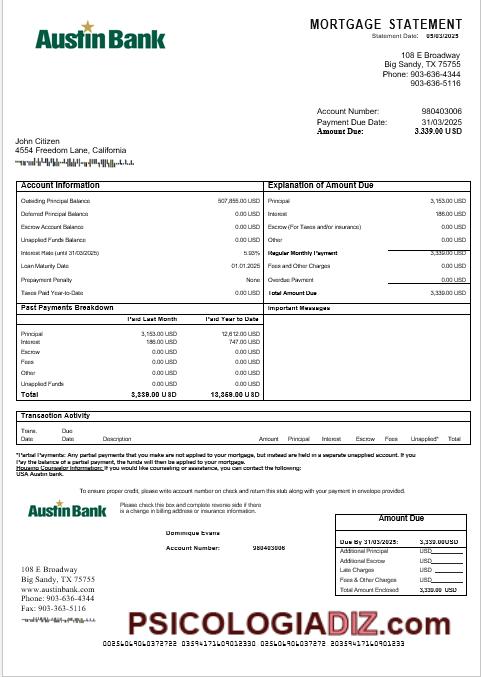 Austin Bank
MORTGAGE STATEMENT
Statement Date: 05/03/2025
108 E Broadway
Big Sandy, TX 75755
Phone: 903-636-4344
903-636-5116
Account Number: 980403006
Payment Due Date: 31/03/2025
Amount Due: 3.339.00 USD
John Citizen
4554 Freedom Lane, California
Account Information
Outsiding Principal Balance 507,855.00 USD
Deferred Principal Balance 0.00 USD
Escrow Account Balance 0.00 USD
Unapplied Funds Balance 0.00 USD
Interest Rate (until 31/03/2025) 5.93%
Loan Maturity Date 01.01.2025
Prepayment Penalty None
Taxes Paid Year-to-Date 0.00 USD
Explanation of Amount Due
Principal 3,153.00 USD
Interest 186.00 USD
Escrow (For Taxes and/or insurance) 0.00 USD
Other 0.00 USD
Regular Monthly Payment 3,339.00 USD
Fees and Other Charges 0.00 USD
Overdue Payment 0.00 USD
Total Amount Due 3,339.00 USD
Past Payments Breakdown
Paid Last Month Paid Year to Date
Principal 3,153.00 USD 12,612.00 USD
Interest 186.00 USD 747.00 USD
Escrow 0.00 USD 0.00 USD
Fees 0.00 USD 0.00 USD
Other 0.00 USD 0.00 USD
Unapplied Funds 0.00 USD 0.00 USD
Total 3,339.00 USD 13,359.00 USD
Important Messages
Transaction Activity
Trans. Date Due Date Description Amount Principal Interest Escrow Fees Unapplied* Total
*Partial Payments: Any partial payments that you make are not applied to your mortgage, but instead are held in a separate unapplied account. If you
Pay the balance of a partial payment, the funds will then be applied to your mortgage.
Housing Counselor Information: If you would like counseling or assistance, you can contact the following:
USA Austin bank.
To ensure proper credit, please write account number on check and return this stub along with your payment in envelope provided.
Austin Bank
Please check this box and complete reverse side if there
is a change in billing address or insurance information.
Dominique Evans
Account Number: 980403006
Amount Due
Due By 31/03/2025: 3,339.00USD
Additional Principal USD
Additional Escrow USD
Late Charges USD
Fees & Other Charges USD
Total Amount Enclosed 3,339.00 USD
108 E Broadway
Big Sandy, TX 75755
www.austinbank.com
Phone: 903-636-4344
Fax: 903-363-5116
PSICOLOGIADIZ.com